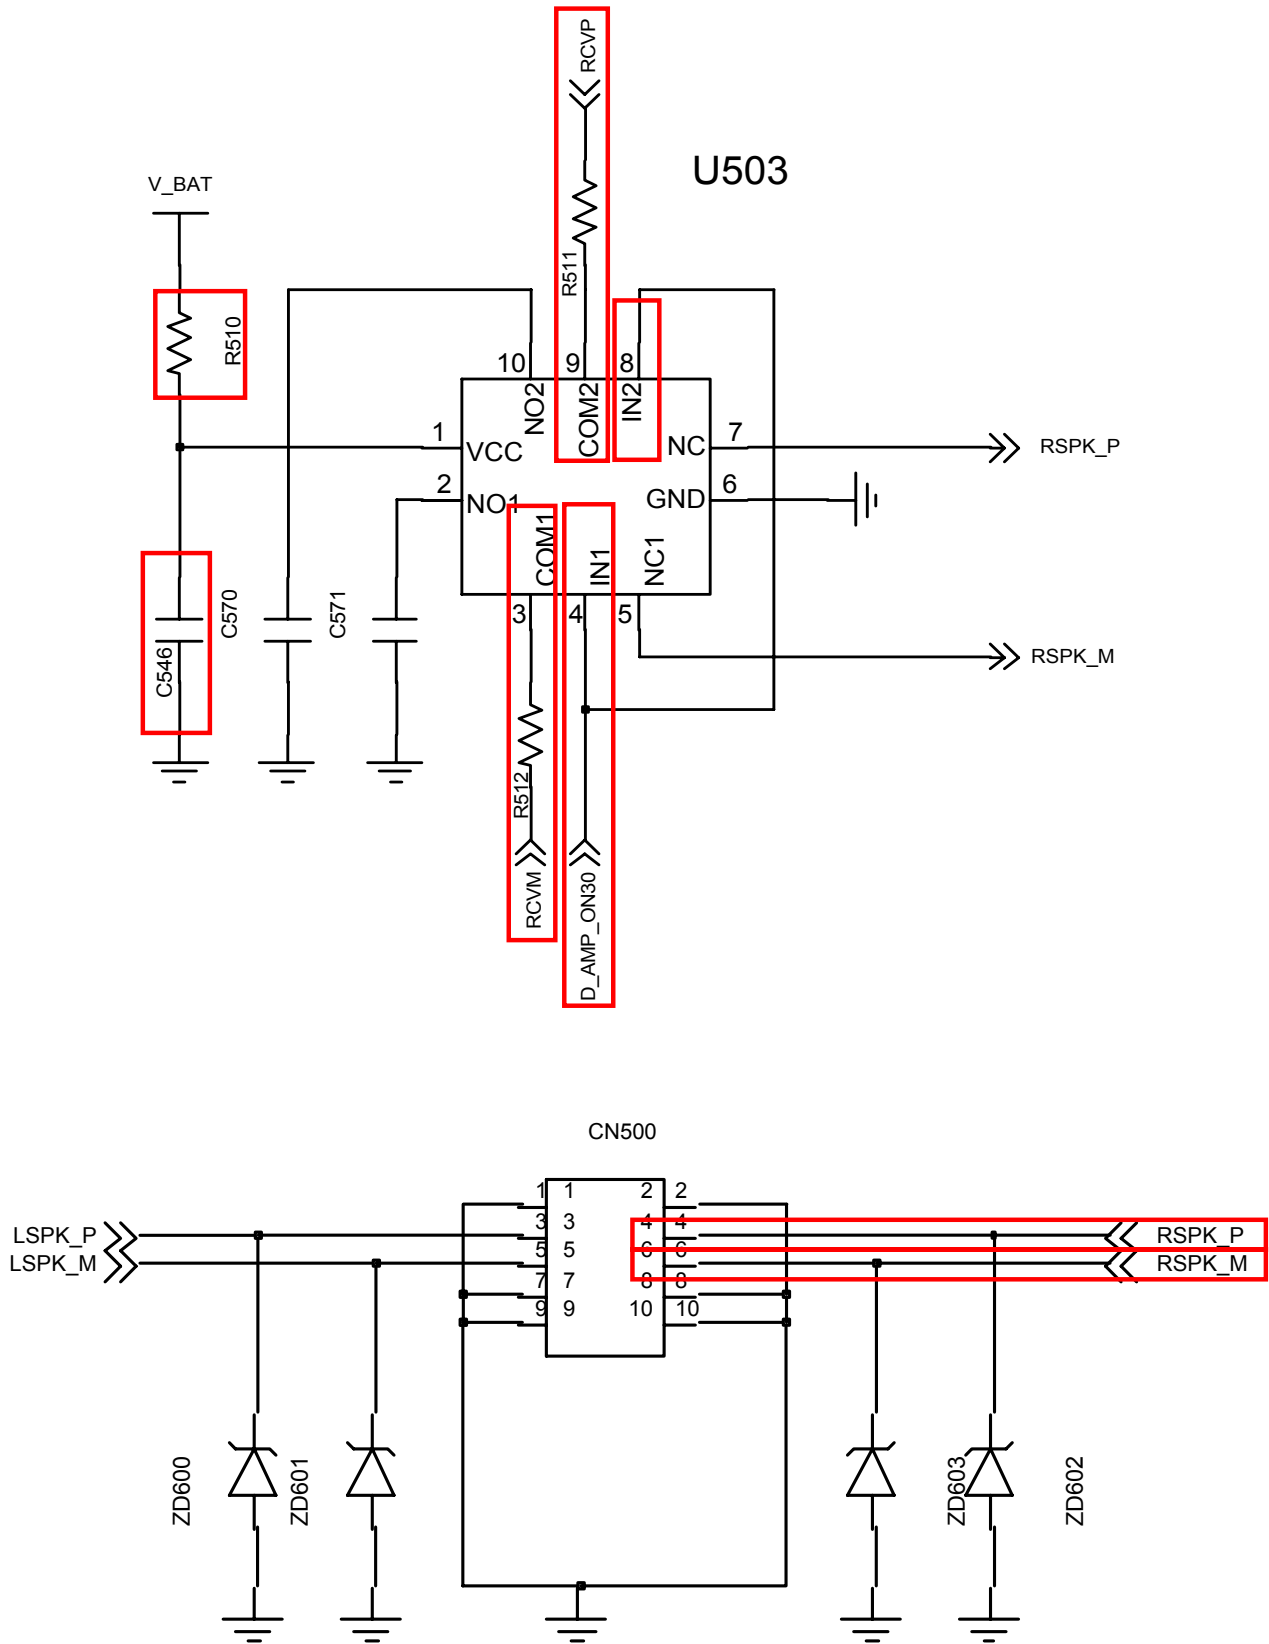 RCVP
U503
V_BAT
R511
R510
10
9
8
NO2
COM2
IN2
1
VCC
NC
7
RSPK_P
2
NO1
GND
6
COM1
IN1
NC1
3
4
5
C570
C571
C546
RSPK_M
R512
RCVM
D_AMP_ON30
CN500
1 1 2 2
LSPK_P 3 3 4 4 RSPK_P
LSPK_M 5 5 6 6 RSPK_M
7 7 8 8
9 9 10 10
ZD600
ZD601
ZD603
ZD602